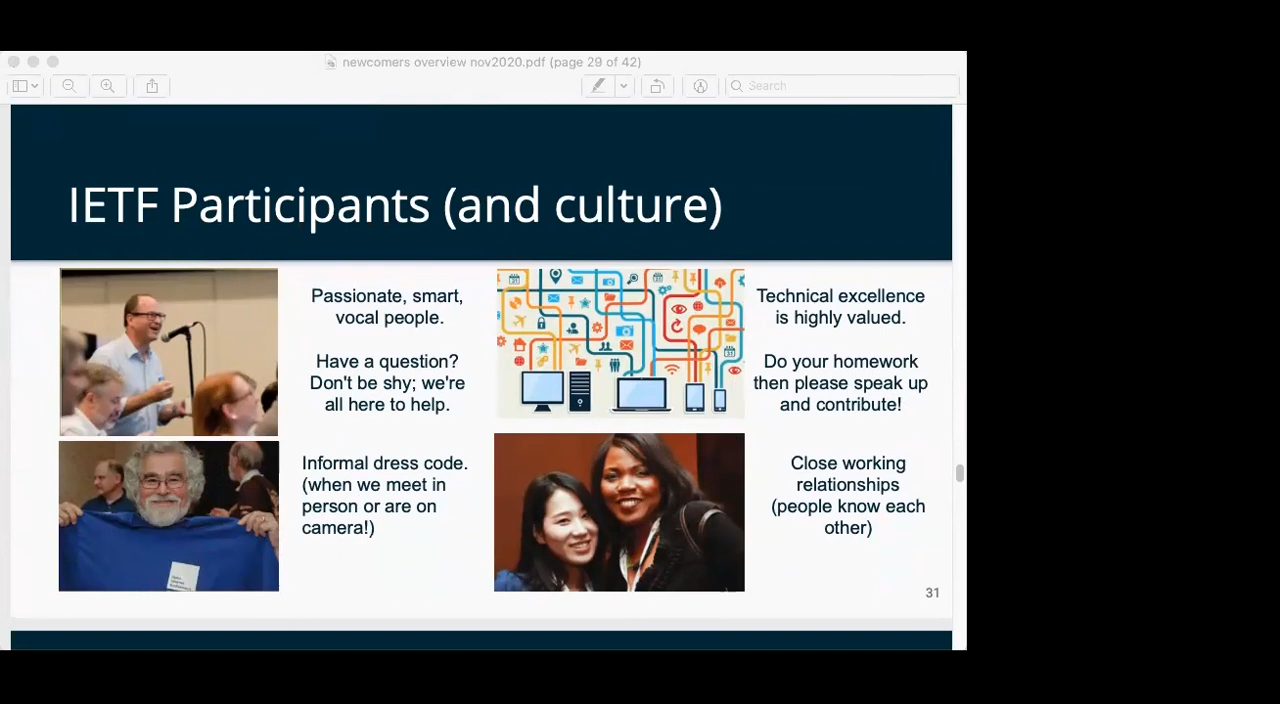 newcomers overview nov2020.pdf (page 29 of 42)
Search
IETF Participants (and culture)
Passionate, smart,
vocal people.
Have a question?
Don't be shy; we're
all here to help.
Technical excellence
is highly valued.
Do your homework
then please speak up
and contribute!
Informal dress code.
(when we meet in
person or are on
camera!)
Close working
relationships
(people know each
other)
31